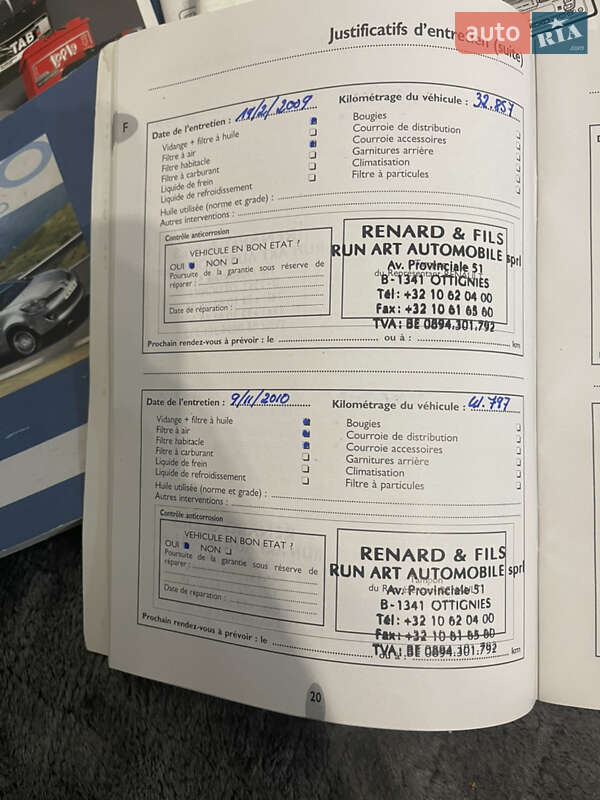 TAB
auto RIA .com
Justificatifs d'entretien (suite)
F
Date de l'entretien : 19/2/2009
Kilométrage du véhicule : 32.857
Vidange + filtre à huile
Filtre à air
Filtre habitacle
Filtre à carburant
Liquide de frein
Liquide de refroidissement
Bougies
Courroie de distribution
Courroie accessoires
Garnitures arrière
Climatisation
Filtre à particules
Huile utilisée (norme et grade) :
Autres interventions :
Contrôle anticorrosion
VEHICULE EN BON ETAT ?
OUI NON
Poursuite de la garantie sous réserve de
réparer :
Date de réparation :
RENARD & FILS
RUN ART AUTOMOBILE sprl
Av. Provinciale 51
du Représentant RENAULT
B-1341 OTTIGNIES
Tél: +32 10 62 04 00
Fax: +32 10 61 65 60
TVA: BE 0894.301.792
Prochain rendez-vous à prévoir : le ou à : km
Date de l'entretien : 9/11/2010
Kilométrage du véhicule : 41.797
Vidange + filtre à huile
Filtre à air
Filtre habitacle
Filtre à carburant
Liquide de frein
Liquide de refroidissement
Bougies
Courroie de distribution
Courroie accessoires
Garnitures arrière
Climatisation
Filtre à particules
Huile utilisée (norme et grade) :
Autres interventions :
Contrôle anticorrosion
VEHICULE EN BON ETAT ?
OUI NON
Poursuite de la garantie sous réserve de
réparer :
Date de réparation :
RENARD & FILS
RUN ART AUTOMOBILE sprl
Tampon
Av. Provinciale 51
B-1341 OTTIGNIES
Tél: +32 10 62 04 00
Fax: +32 10 61 65 60
TVA: BE 0894.301.792
Prochain rendez-vous à prévoir : le ou à : km
20